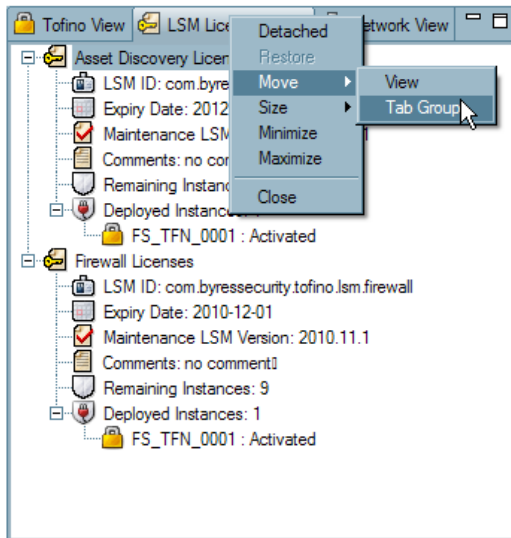 Tofino View
LSM Lice
etwork View
Detached
Restore
Move
Size
Minimize
Maximize
Close
View
Tab Group
Asset Discovery Licen
LSM ID: com.byre
Expiry Date: 2012
Maintenance LSM
Comments: no co
Remaining Instanc
Deployed Instances:
FS_TFN_0001 : Activated
Firewall Licenses
LSM ID: com.byressecurity.tofino.lsm.firewall
Expiry Date: 2010-12-01
Maintenance LSM Version: 2010.11.1
Comments: no comment▯
Remaining Instances: 9
Deployed Instances: 1
FS_TFN_0001 : Activated